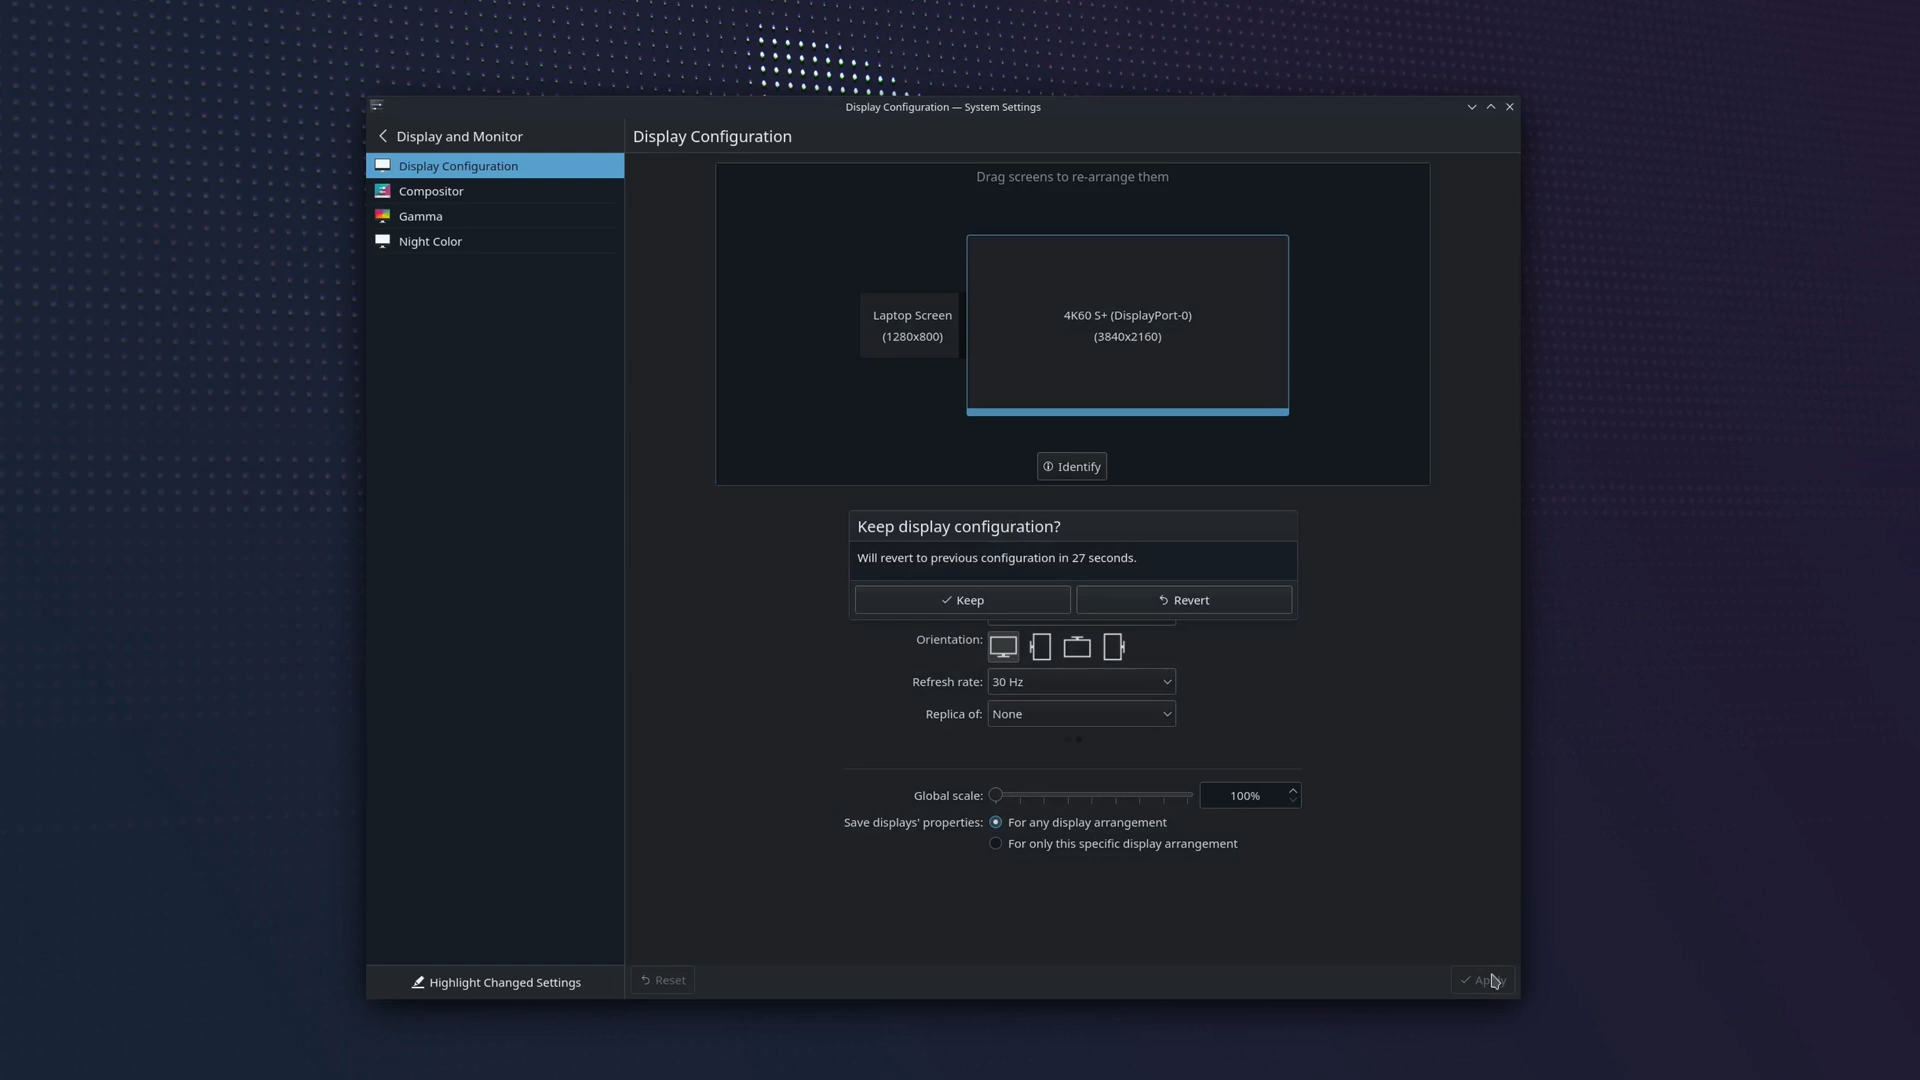 Display Configuration — System Settings
Display and Monitor
Display Configuration
Compositor
Gamma
Night Color
Highlight Changed Settings
Display Configuration
Drag screens to re-arrange them
Laptop Screen
(1280x800)
4K60 S+ (DisplayPort-0)
(3840x2160)
Identify
Keep display configuration?
Will revert to previous configuration in 27 seconds.
Keep
Revert
Orientation:
Refresh rate: 30 Hz
Replica of: None
Global scale: 100%
Save displays' properties: For any display arrangement
For only this specific display arrangement
Reset
Apply